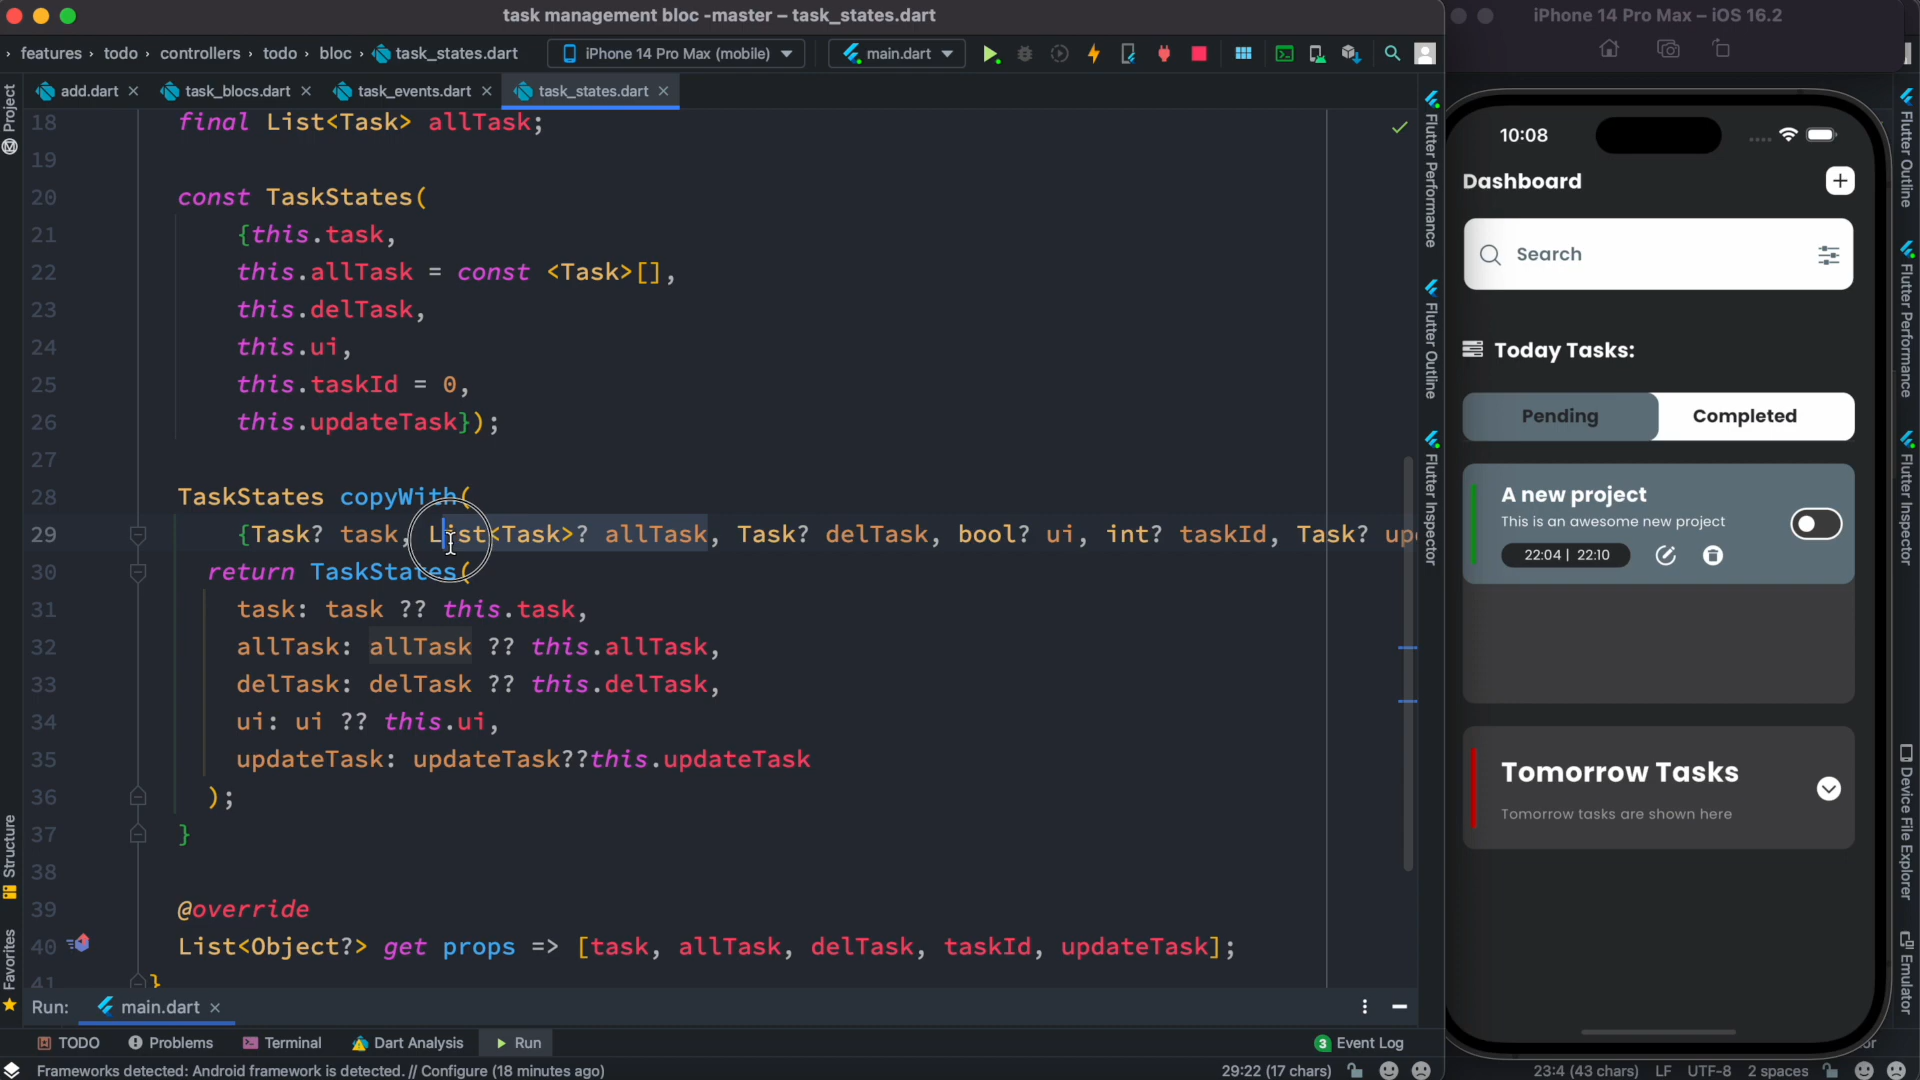 task management bloc -master – task_states.dart
features › todo › controllers › todo › bloc › task_states.dart
iPhone 14 Pro Max (mobile)
main.dart
add.dart
task_blocs.dart
task_events.dart
task_states.dart
Project
Structure
Favorites
18 final List<Task> allTask;
19
20 const TaskStates(
21 {this.task,
22 this.allTask = const <Task>[],
23 this.delTask,
24 this.ui,
25 this.taskId = 0,
26 this.updateTask});
27
28 TaskStates copyWith(
29 {Task? task, List<Task>? allTask, Task? delTask, bool? ui, int? taskId, Task? up
30 return TaskStates(
31 task: task ?? this.task,
32 allTask: allTask ?? this.allTask,
33 delTask: delTask ?? this.delTask,
34 ui: ui ?? this.ui,
35 updateTask: updateTask??this.updateTask
36 );
37 }
38
39 @override
40 List<Object?> get props => [task, allTask, delTask, taskId, updateTask];
41 }
Flutter Performance
Flutter Outline
Flutter Inspector
Run:
main.dart
TODO
Problems
Terminal
Dart Analysis
Run
3 Event Log
Frameworks detected: Android framework is detected. // Configure (18 minutes ago)
29:22 (17 chars)
iPhone 14 Pro Max – iOS 16.2
10:08
Dashboard
Search
Today Tasks:
Pending
Completed
A new project
This is an awesome new project
22:04 | 22:10
Tomorrow Tasks
Tomorrow tasks are shown here
Flutter Outline
Flutter Performance
Flutter Inspector
Device File Explorer
Emulator
23:4 (43 chars)
LF
UTF-8
2 spaces